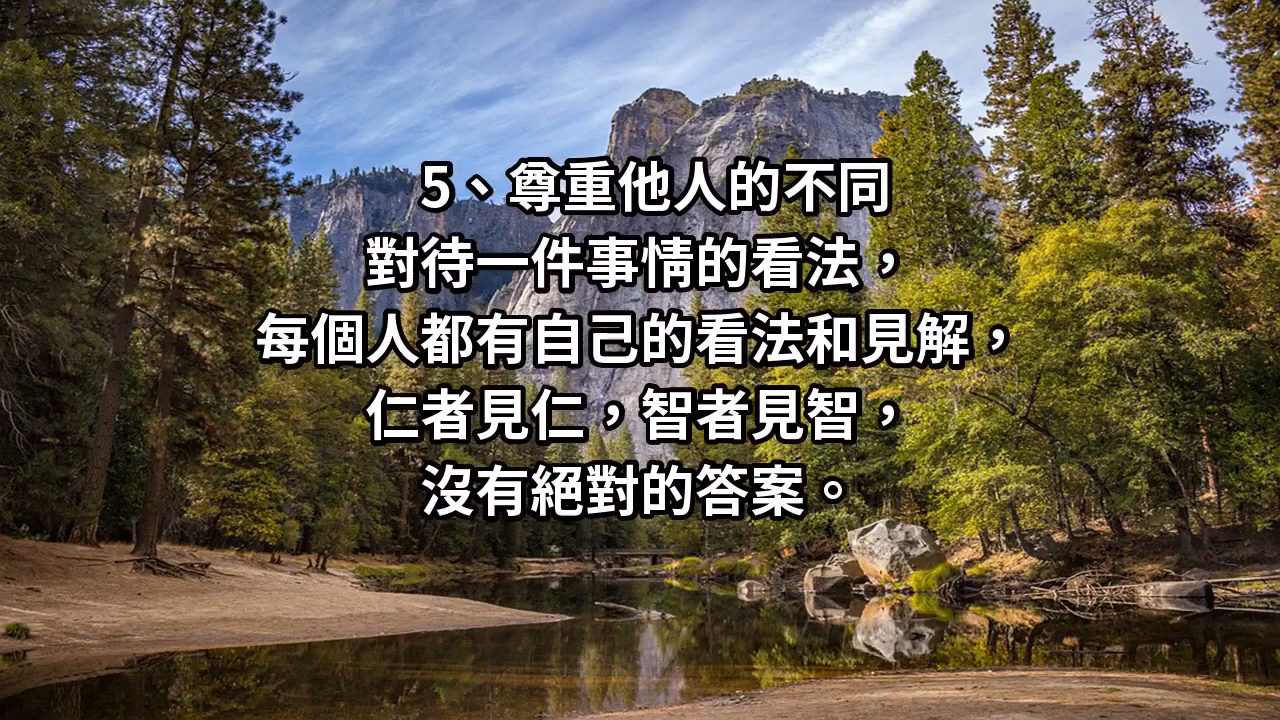 5、尊重他人的不同
對待一件事情的看法，
每個人都有自己的看法和見解，
仁者見仁，智者見智，
沒有絕對的答案。